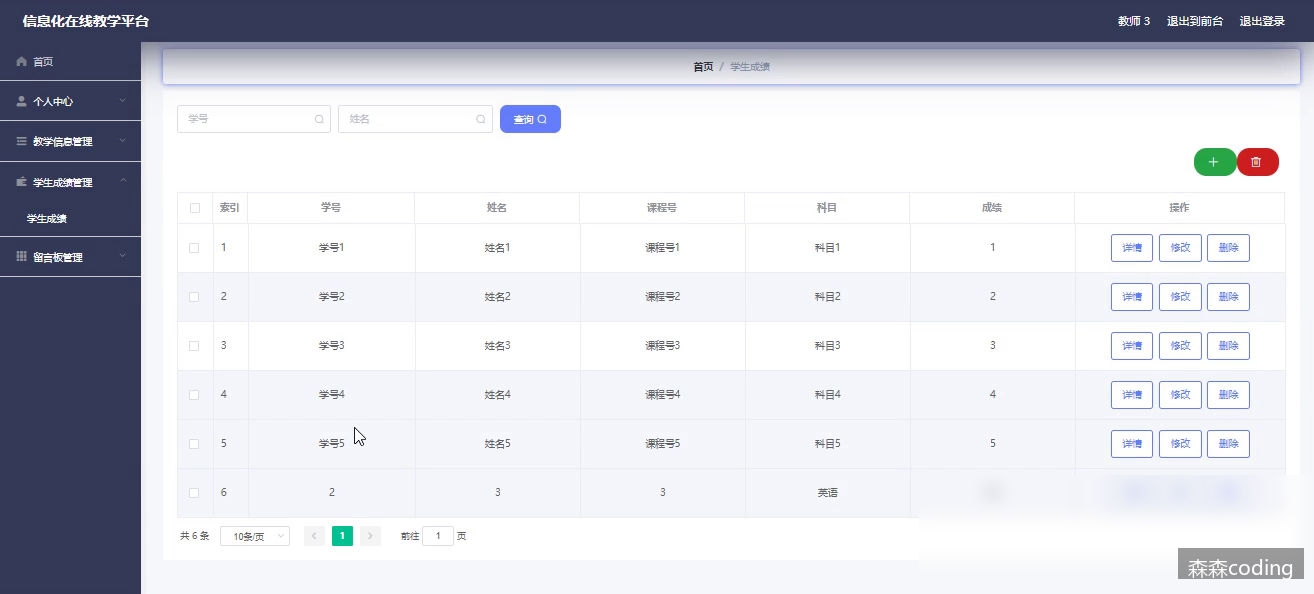 信息化在线教学平台
教师 3 退出到前台 退出登录
首页
个人中心
教学信息管理
学生成绩管理
学生成绩
留言板管理
首页 / 学生成绩
学号 姓名 查询
索引 学号 姓名 课程号 科目 成绩 操作
1 学号1 姓名1 课程号1 科目1 1 详情 修改 删除
2 学号2 姓名2 课程号2 科目2 2 详情 修改 删除
3 学号3 姓名3 课程号3 科目3 3 详情 修改 删除
4 学号4 姓名4 课程号4 科目4 4 详情 修改 删除
5 学号5 姓名5 课程号5 科目5 5 详情 修改 删除
6 2 3 3 英语
共 6 条 10条/页 1 前往 1 页
森森coding